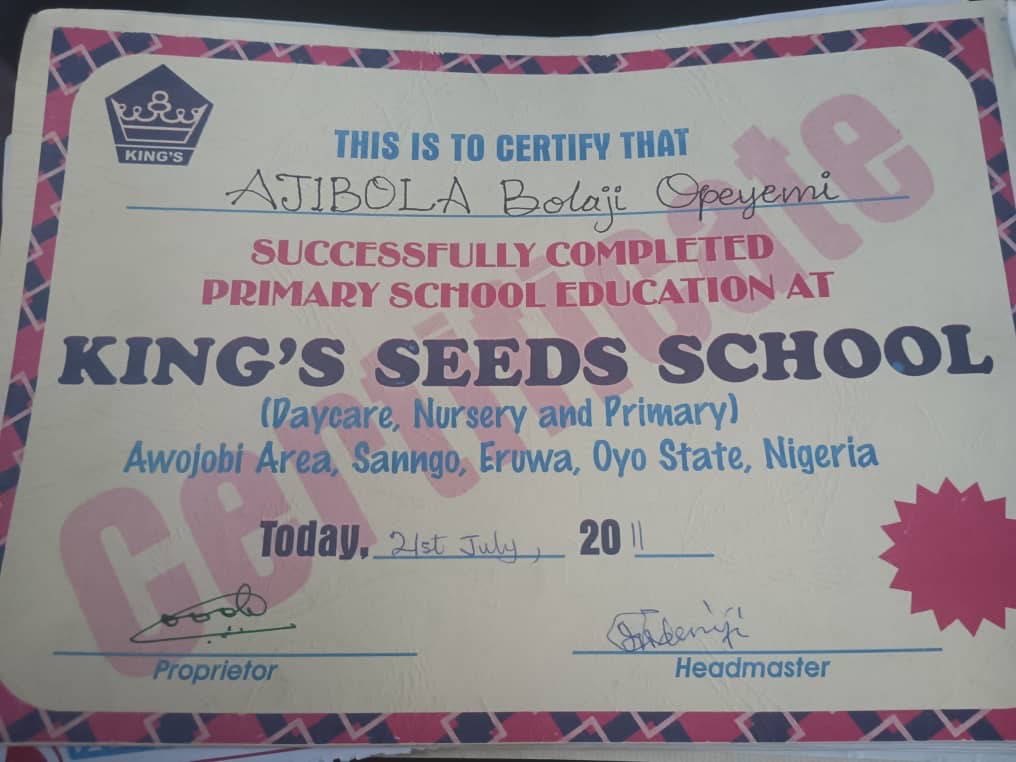 KING'S
THIS IS TO CERTIFY THAT
AJIBOLA Bolaji Opeyemi
SUCCESSFULLY COMPLETED
PRIMARY SCHOOL EDUCATION AT
KING'S SEEDS SCHOOL
(Daycare, Nursery and Primary)
Awojobi Area, Sanngo, Eruwa, Oyo State, Nigeria
Certificate
Today, 21st July, 2011
Proprietor
Headmaster